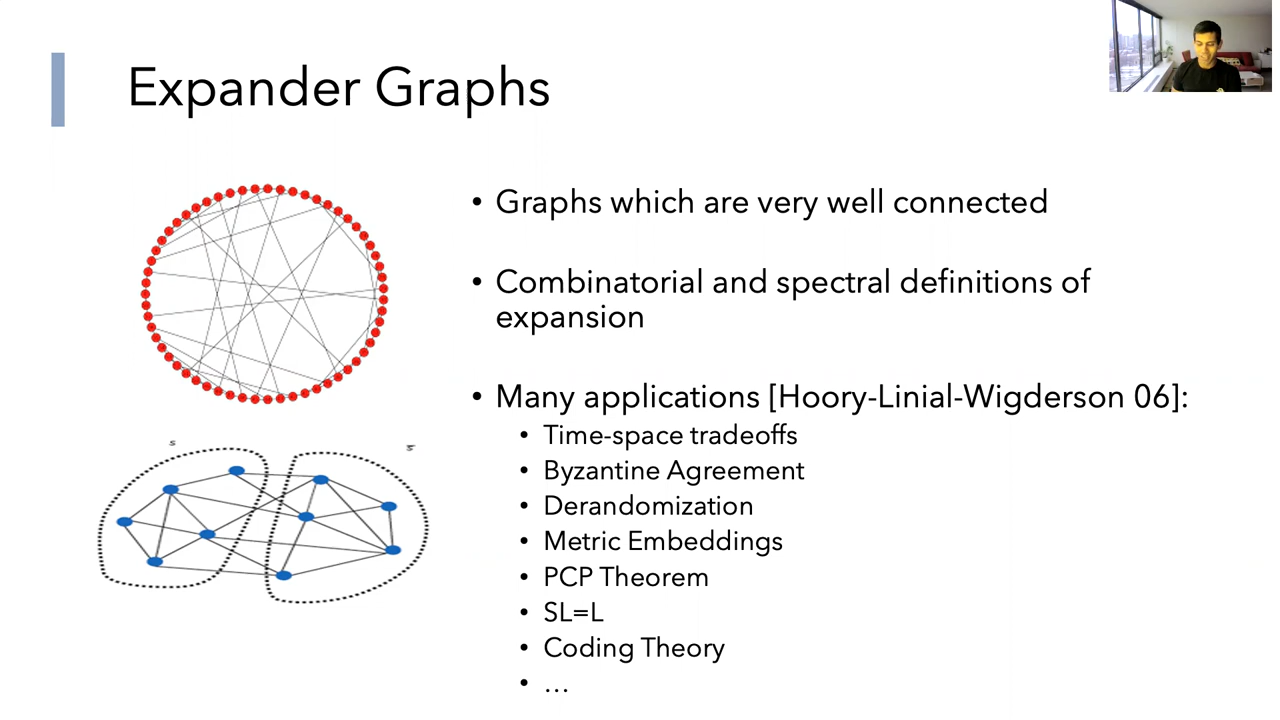 Expander Graphs
• Graphs which are very well connected
• Combinatorial and spectral definitions of
expansion
• Many applications [Hoory-Linial-Wigderson 06]:
• Time-space tradeoffs
• Byzantine Agreement
• Derandomization
• Metric Embeddings
• PCP Theorem
• SL=L
• Coding Theory
• …